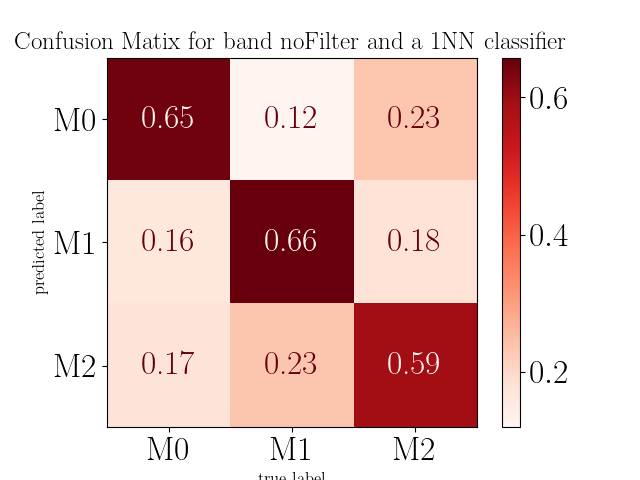 Confusion Matix for band noFilter and a 1NN classifier
M0 0.65 0.12 0.23
M1 0.16 0.66 0.18
M2 0.17 0.23 0.59
M0 M1 M2
predicted label
true label
0.6
0.4
0.2